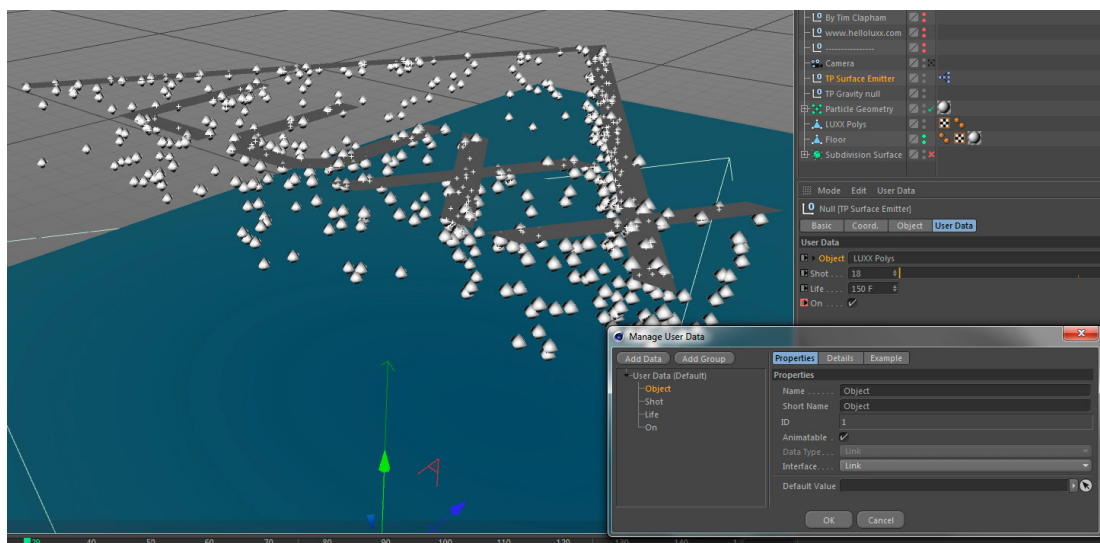 By Tim Clapham
www.helloluxx.com
----------------
Camera
TP Surface Emitter
TP Gravity null
Particle Geometry
LUXX Polys
Floor
Subdivision Surface
Mode Edit User Data
Null [TP Surface Emitter]
Basic Coord. Object User Data
User Data
Object LUXX Polys
Shot . . . 18
Life . . . . 150 F
On . . . .
Manage User Data
Add Data Add Group
User Data (Default)
Object
Shot
Life
On
Properties Details Example
Properties
Name . . . . . . Object
Short Name Object
ID 1
Animatable .
Data Type . . . Link
Interface . . . . Link
Default Value
OK Cancel
29 40 50 60 70 80 90 100 110 120 130 140